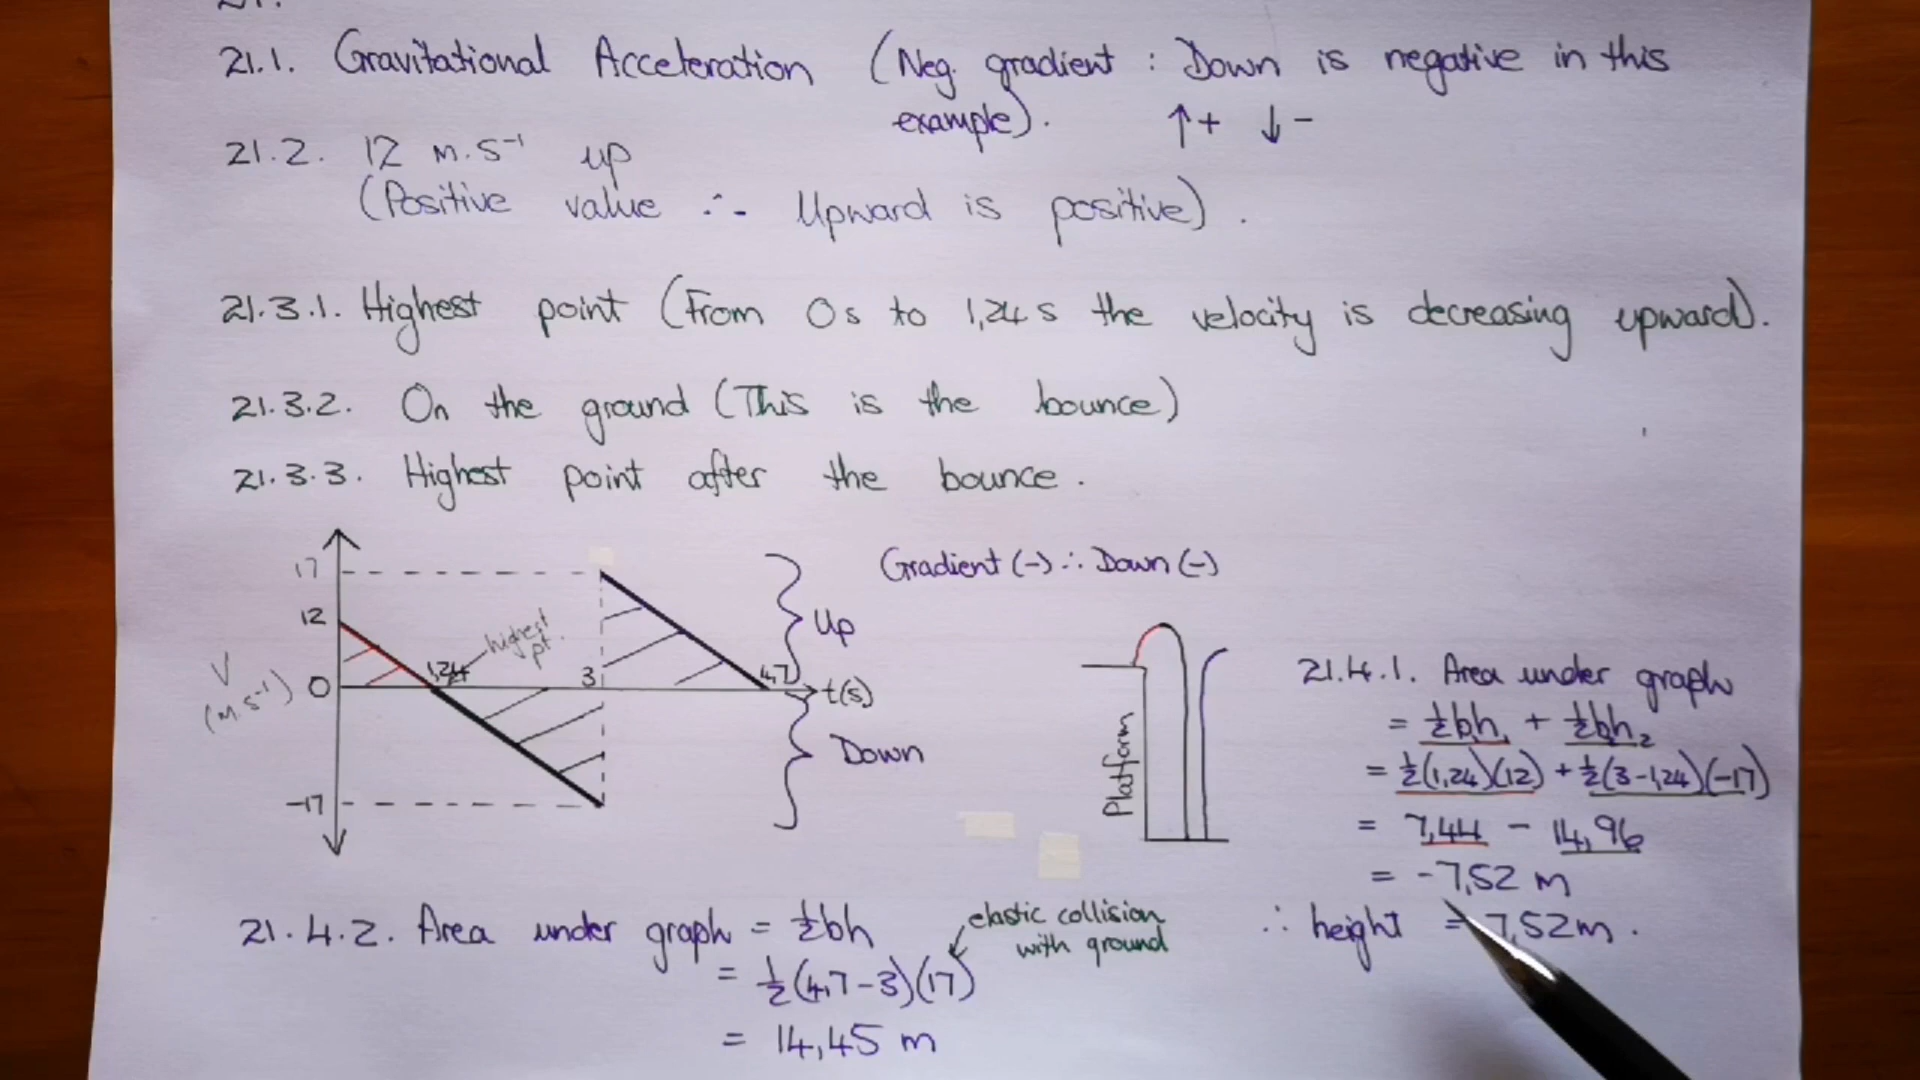 21.1. Gravitational Acceleration (Neg. gradient : Down is negative in this
example). ↑+ ↓-
21.2. 12 m.s⁻¹ up
(Positive value ∴ Upward is positive).
21.3.1. Highest point (From 0s to 1,24s the velocity is decreasing upward).
21.3.2. On the ground (This is the bounce)
21.3.3. Highest point after the bounce.
17
12
V
(m.s⁻¹)
0
-17
1,24
highest
pt.
3
4,7
t(s)
Up
Down
Gradient (-) ∴ Down (-)
Platform
21.4.1. Area under graph
= ½bh₁ + ½bh₂
= ½(1,24)(12) + ½(3-1,24)(-17)
= 7,44 - 14,96
= -7,52 m
∴ height = 7,52m.
21.4.2. Area under graph = ½bh
= ½(4,7-3)(17)
= 14,45 m
elastic collision
with ground